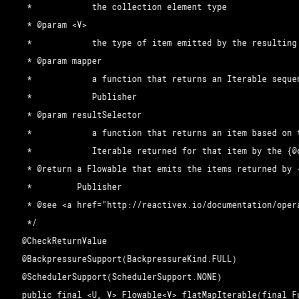 *            the collection element type
* @param <V>
*            the type of item emitted by the resulting
* @param mapper
*            a function that returns an Iterable
*            Publisher
* @param resultSelector
*            a function that returns an item based on
*            Iterable returned for that item by the
* @return a Flowable that emits the items returned by
*         Publisher
* @see <a href="http://reactivex.io/documentation/
*/
@CheckReturnValue
@BackpressureSupport(BackpressureKind.FULL)
@SchedulerSupport(SchedulerSupport.NONE)
public final <U, V> Flowable<V> flatMapIterable(final